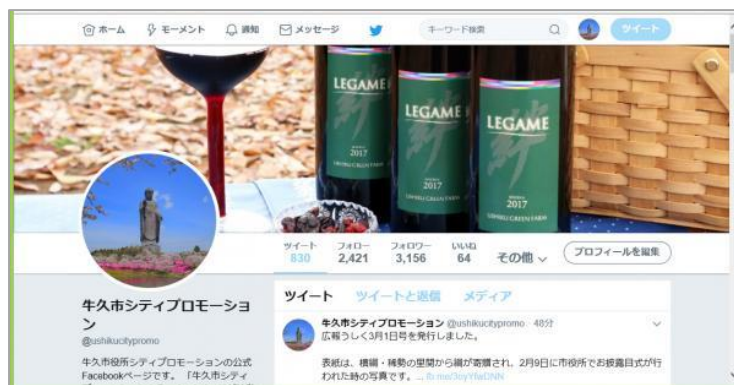 ホーム モーメント 通知 メッセージ キーワード検索 ツイート
LEGAME
LEGAME
LEGAME
2017
2017
2017
USHIKU GREEN FARM
USHIKU GREEN FARM
ツイート フォロー フォロワー いいね
830 2,421 3,156 64 その他 プロフィールを編集
牛久市シティプロモーショ
ン
@ushikucitypromo
牛久市役所シティプロモーションの公式
Facebookページです。「牛久市シティ
ツイート ツイートと返信 メディア
牛久市シティプロモーション @ushikucitypromo · 48分
広報うしく3月1日号を発行しました。
表紙は、横綱・稀勢の里関から綱が寄贈され、2月9日に市役所でお披露目式が行
われた時の写真です。...